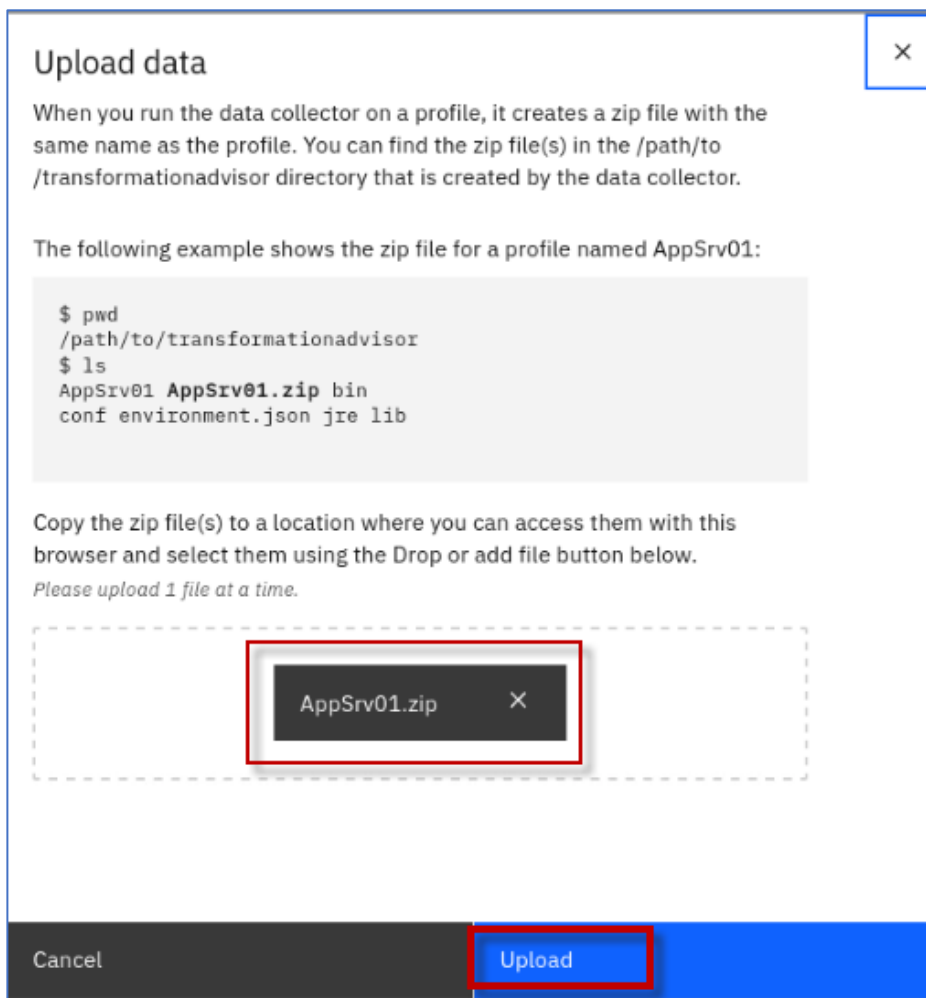 Upload data
When you run the data collector on a profile, it creates a zip file with the
same name as the profile. You can find the zip file(s) in the /path/to
/transformationadvisor directory that is created by the data collector.
The following example shows the zip file for a profile named AppSrv01:
$ pwd
/path/to/transformationadvisor
$ ls
AppSrv01 AppSrv01.zip bin
conf environment.json jre lib
Copy the zip file(s) to a location where you can access them with this
browser and select them using the Drop or add file button below.
Please upload 1 file at a time.
AppSrv01.zip
Cancel
Upload